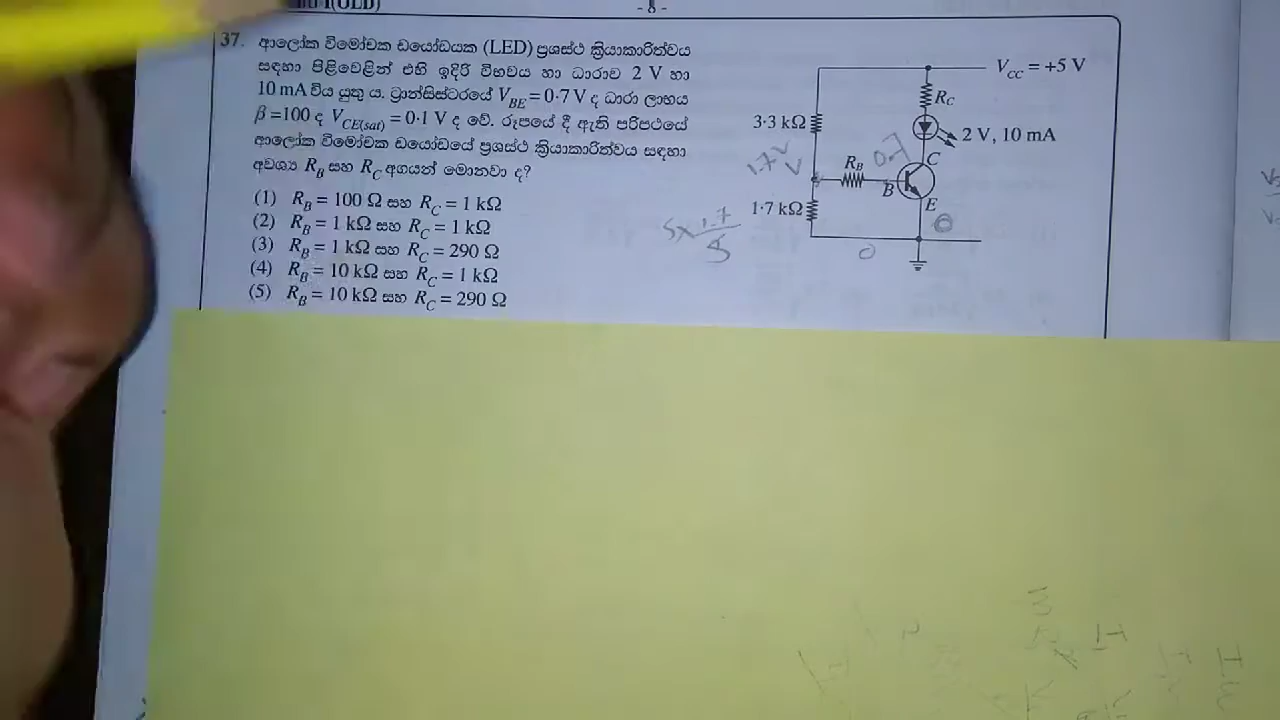 - 8 -
37. ආලෝක විමෝචක ඩයෝඩයක (LED) ප්‍රශස්ථ ක්‍රියාකාරිත්වය
සඳහා පිළිවෙළින් එහි ඉදිරි විභවය හා ධාරාව 2 V හා
10 mA විය යුතු ය. ට්‍රාන්සිස්ටරයේ V_BE = 0·7 V ද ධාරා ලාභය
β =100 ද V_CE(sat) = 0·1 V ද වේ. රූපයේ දී ඇති පරිපථයේ
ආලෝක විමෝචක ඩයෝඩයේ ප්‍රශස්ථ ක්‍රියාකාරිත්වය සඳහා
අවශ්‍ය R_B සහ R_C අගයන් මොනවා ද?
(1) R_B = 100 Ω සහ R_C = 1 kΩ
(2) R_B = 1 kΩ සහ R_C = 1 kΩ
(3) R_B = 1 kΩ සහ R_C = 290 Ω
(4) R_B = 10 kΩ සහ R_C = 1 kΩ
(5) R_B = 10 kΩ සහ R_C = 290 Ω
V_CC = +5 V
R_C
3·3 kΩ
2 V, 10 mA
1.7 V
0.7
C
R_B
B
1·7 kΩ
E
0
0